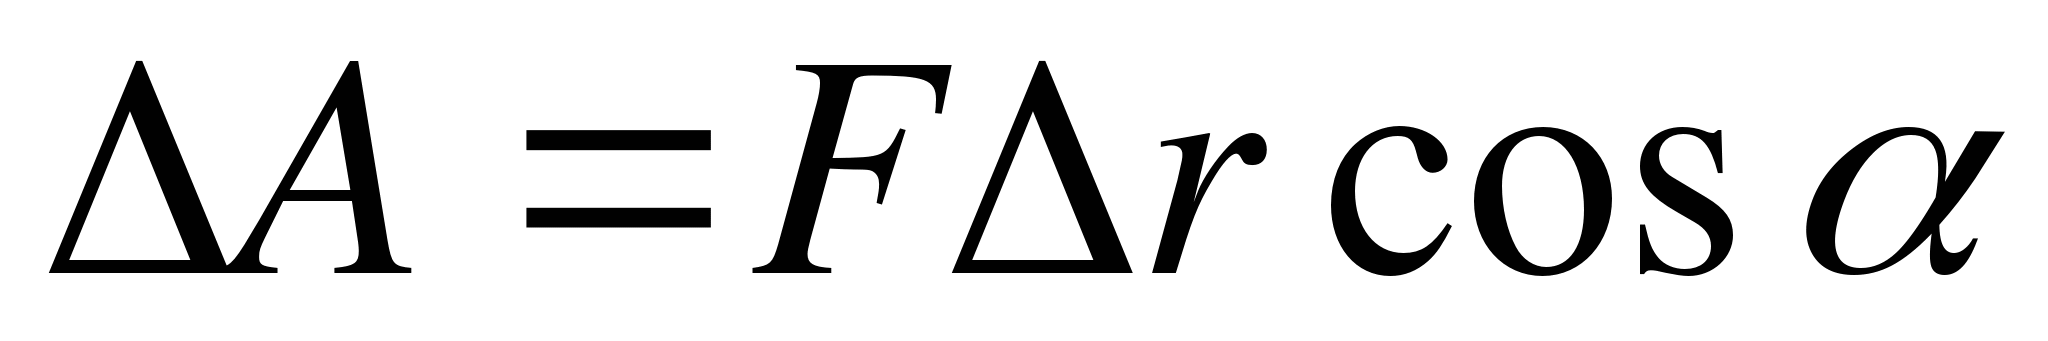 ΔA = FΔr cos α